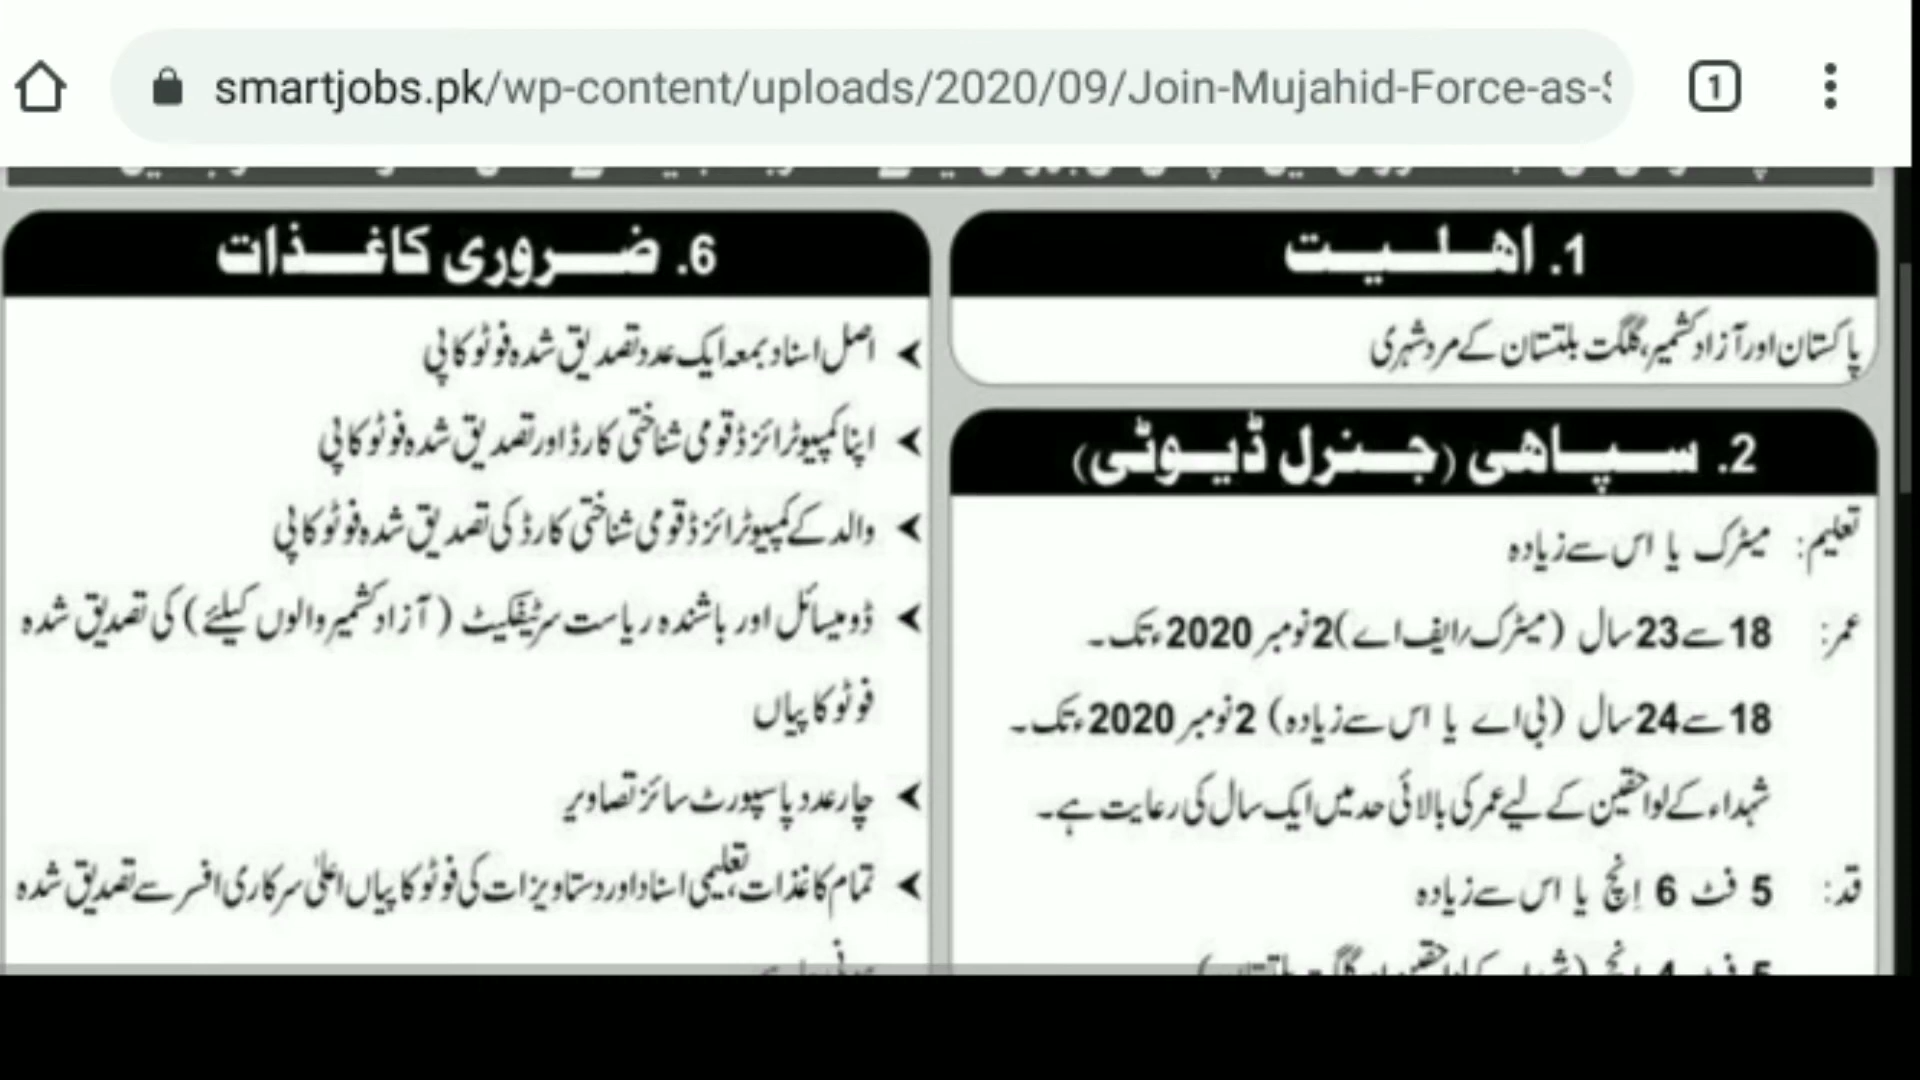 smartjobs.pk/wp-content/uploads/2020/09/Join-Mujahid-Force-as-S
1
1. اھلیت
پاکستان اور آزاد کشمیر، گلگت بلتستان کے مرد شہری
2. سپاھی (جنرل ڈیوٹی)
تعلیم: میٹرک یا اس سے زیادہ
عمر: 18 سے 23 سال (میٹرک/ایف اے) 2 نومبر 2020ء تک۔
18 سے 24 سال (بی اے یا اس سے زیادہ) 2 نومبر 2020ء تک۔
شہداء کے لواحقین کے لیے عمر کی بالائی حد میں ایک سال کی رعایت ہے۔
قد: 5 فٹ 6 اِنچ یا اس سے زیادہ
6. ضروری کاغذات
اصل اسناد بمعہ ایک عدد تصدیق شدہ فوٹو کاپی
اپنا کمپیوٹرائزڈ قومی شناختی کارڈ اور تصدیق شدہ فوٹو کاپی
والد کے کمپیوٹرائزڈ قومی شناختی کارڈ کی تصدیق شدہ فوٹو کاپی
ڈومیسائل اور باشندہ ریاست سرٹیفکیٹ (آزاد کشمیر والوں کیلئے) کی تصدیق شدہ
فوٹو کاپیاں
چار عدد پاسپورٹ سائز تصاویر
تمام کاغذات، تعلیمی اسناد اور دستاویزات کی فوٹو کاپیاں اعلیٰ سرکاری افسر سے تصدیق شدہ